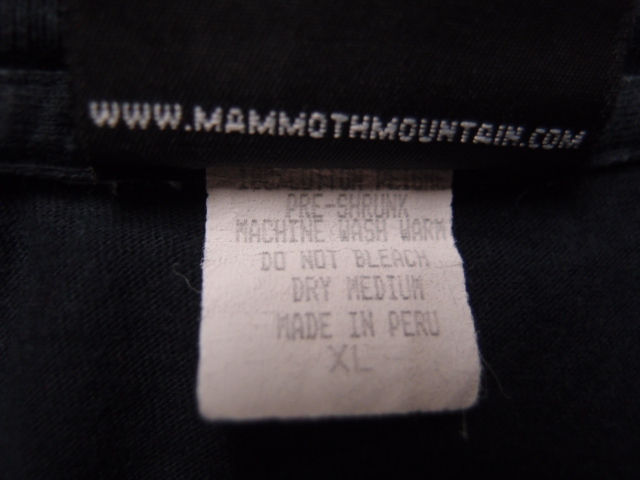 WWW.MAMMOTHMOUNTAIN.COM
PRE-SHRUNK
MACHINE WASH WARM
DO NOT BLEACH
DRY MEDIUM
MADE IN PERU
XL